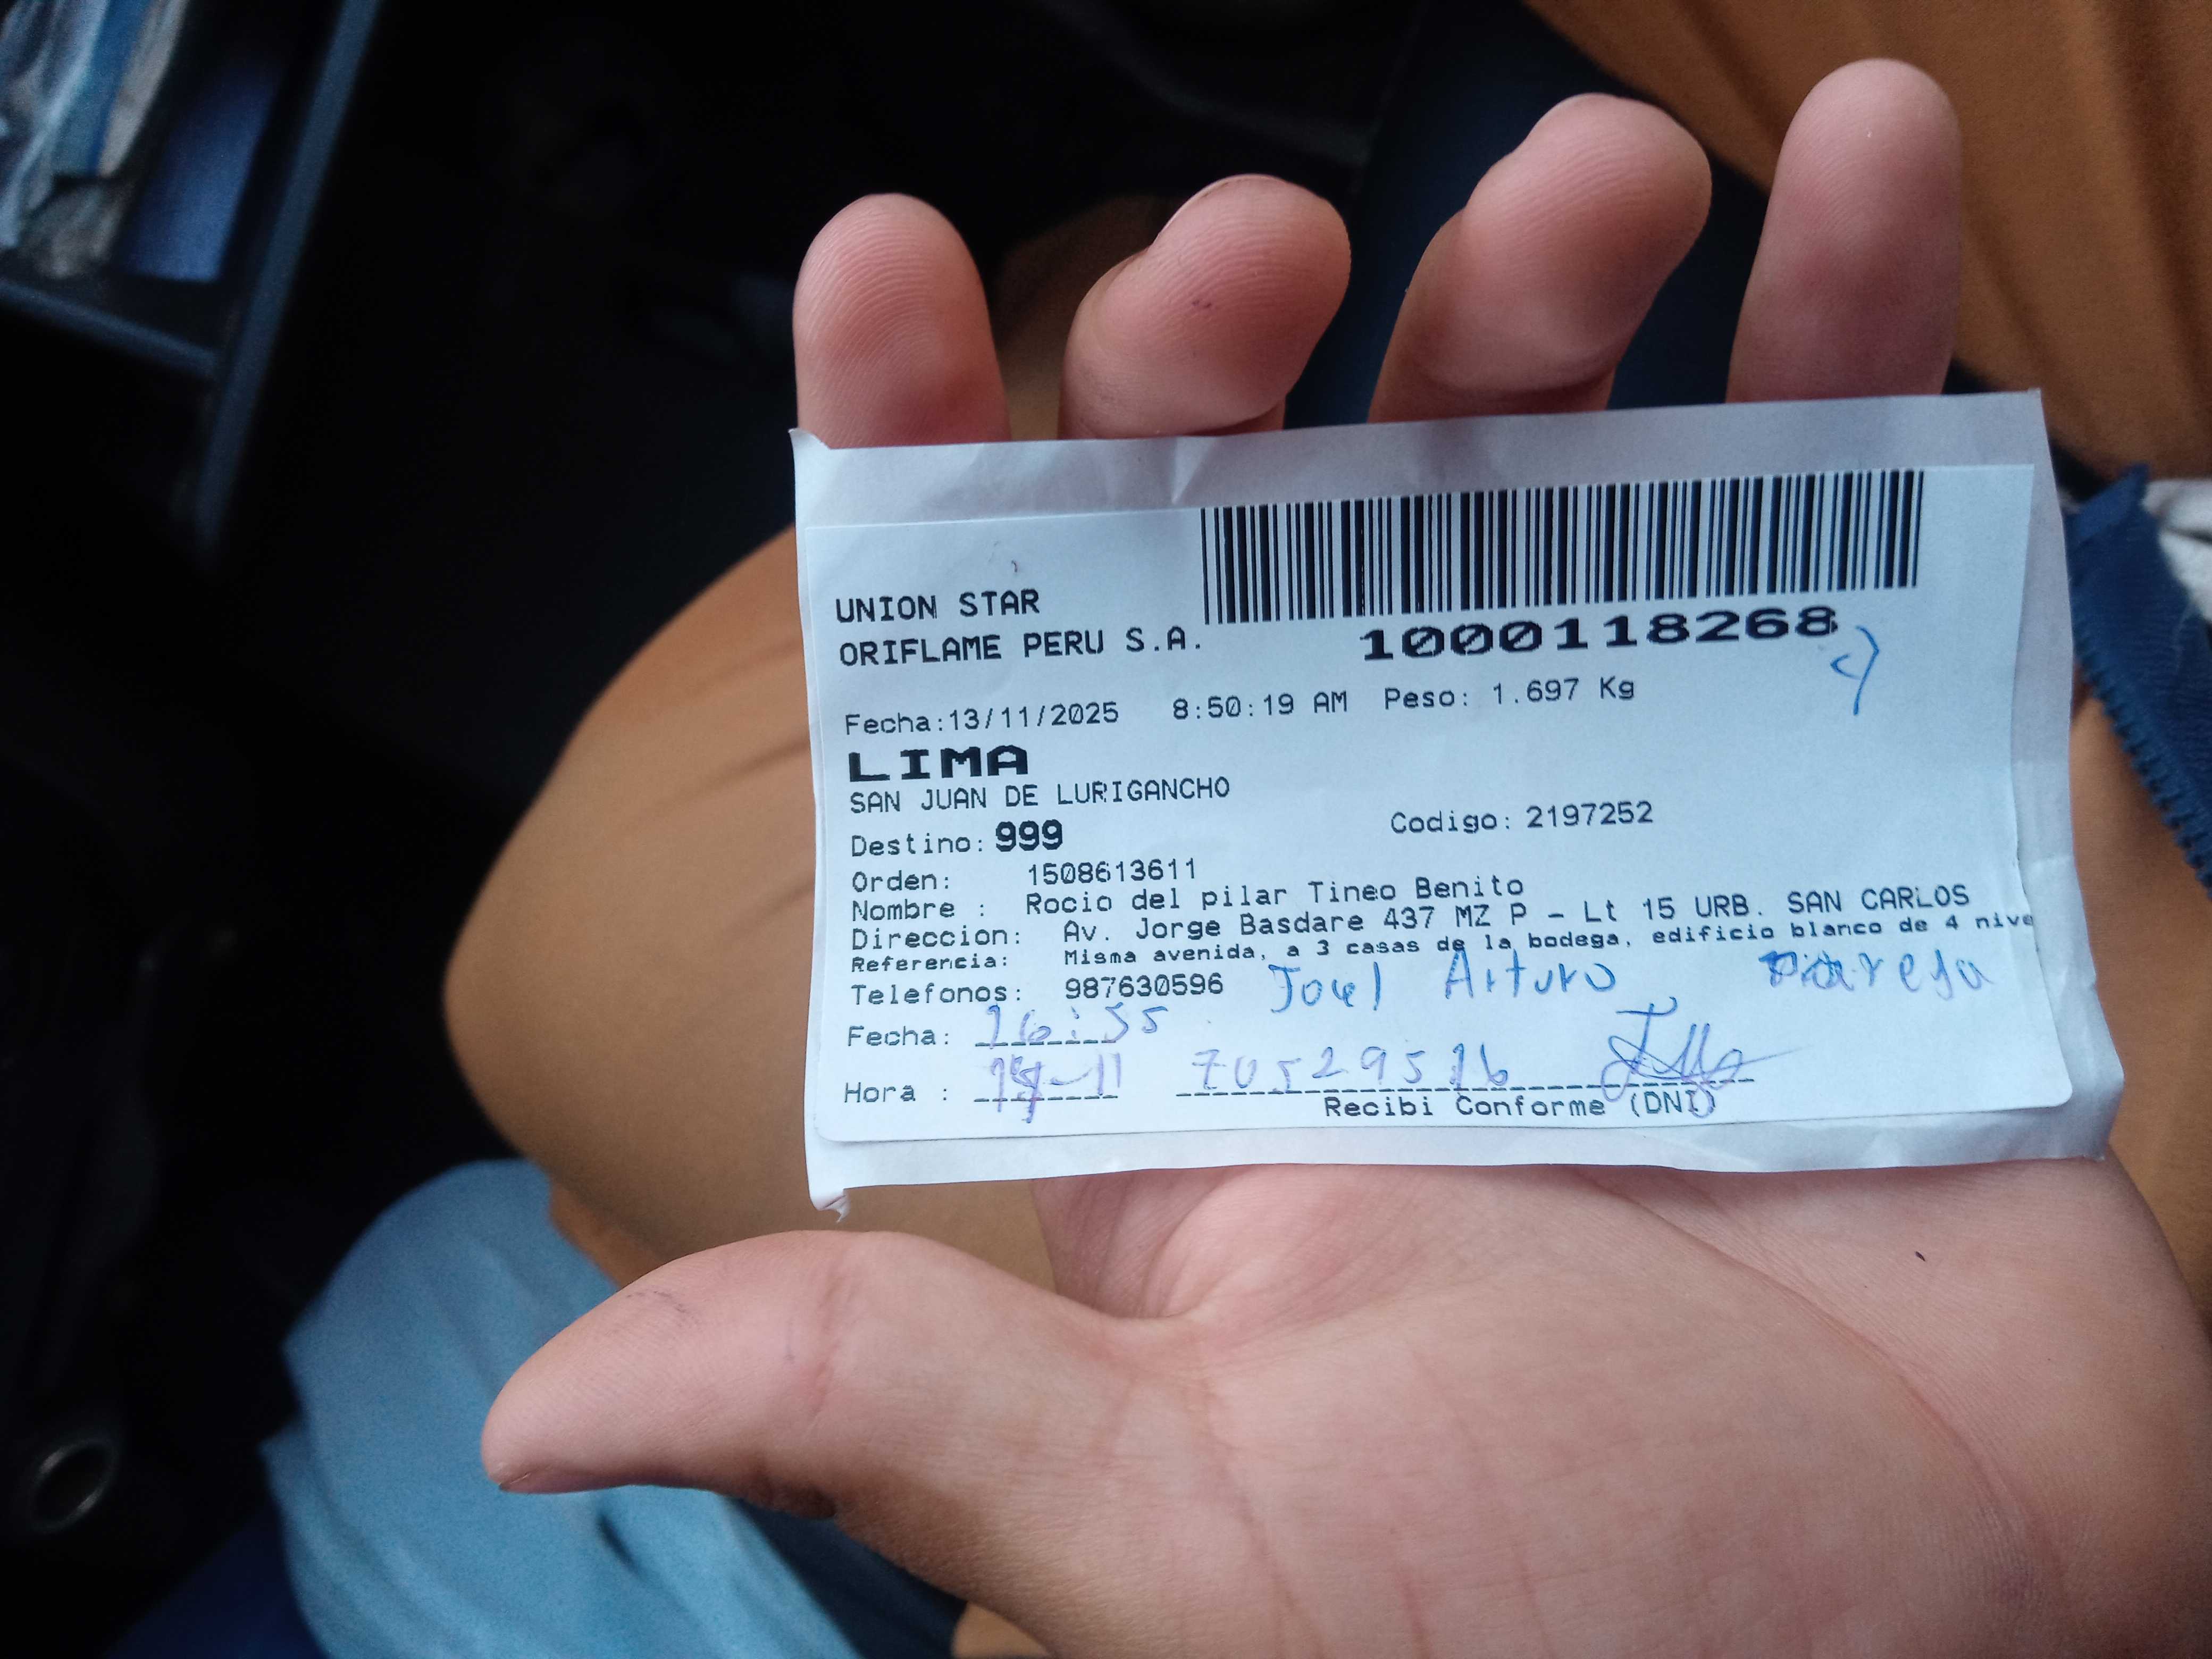 UNION STAR
ORIFLAME PERU S.A.
1000118268
Fecha:13/11/2025 8:50:19 AM Peso: 1.697 Kg
LIMA
SAN JUAN DE LURIGANCHO
Destino: 999 Codigo: 2197252
Orden: 1508613611
Nombre : Rocio del pilar Tineo Benito
Direccion: Av. Jorge Basdare 437 MZ P - Lt 15 URB. SAN CARLOS
Referencia: Misma avenida, a 3 casas de la bodega, edificio blanco de 4 nive
Telefonos: 987630596 Joel Arturo
Fecha: 16:55
Hora : 70529516
Recibi Conforme (DNI)